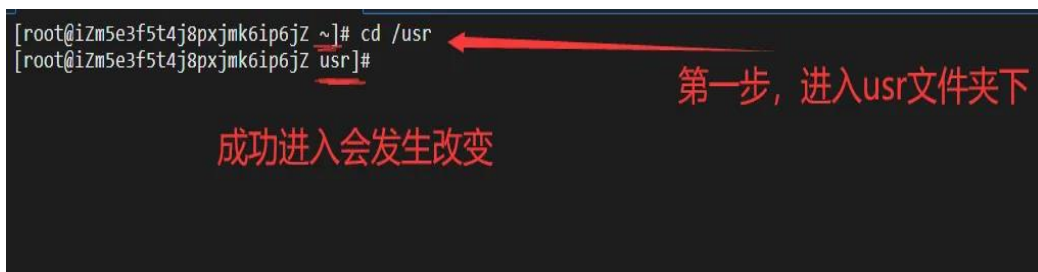 [root@iZm5e3f5t4j8pxjmk6ip6jZ ~]# cd /usr
[root@iZm5e3f5t4j8pxjmk6ip6jZ usr]#
第一步，进入usr文件夹下
成功进入会发生改变